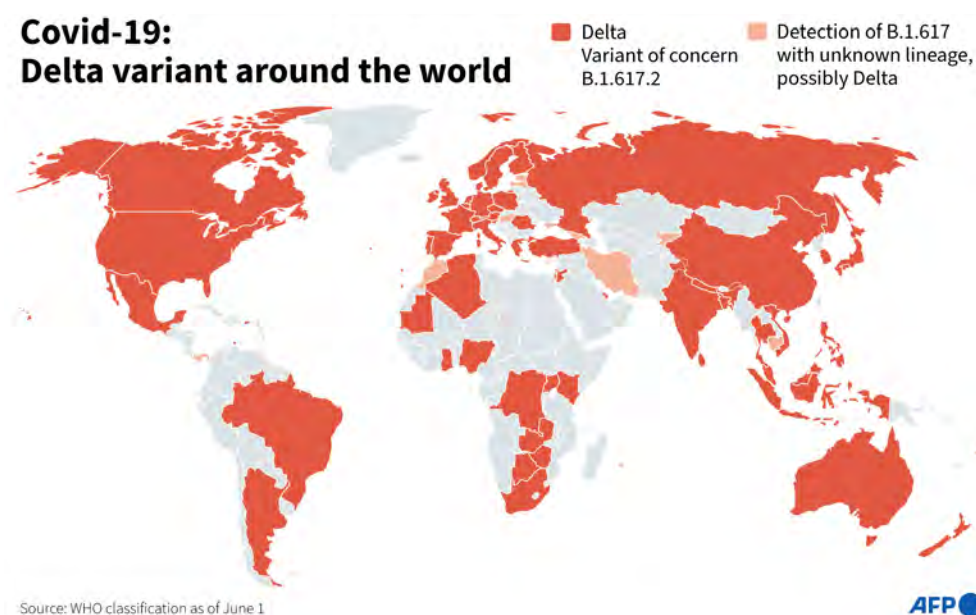 Covid-19:
Delta variant around the world
Delta
Variant of concern
B.1.617.2
Detection of B.1.617
with unknown lineage,
possibly Delta
Source: WHO classification as of June 1
AFP